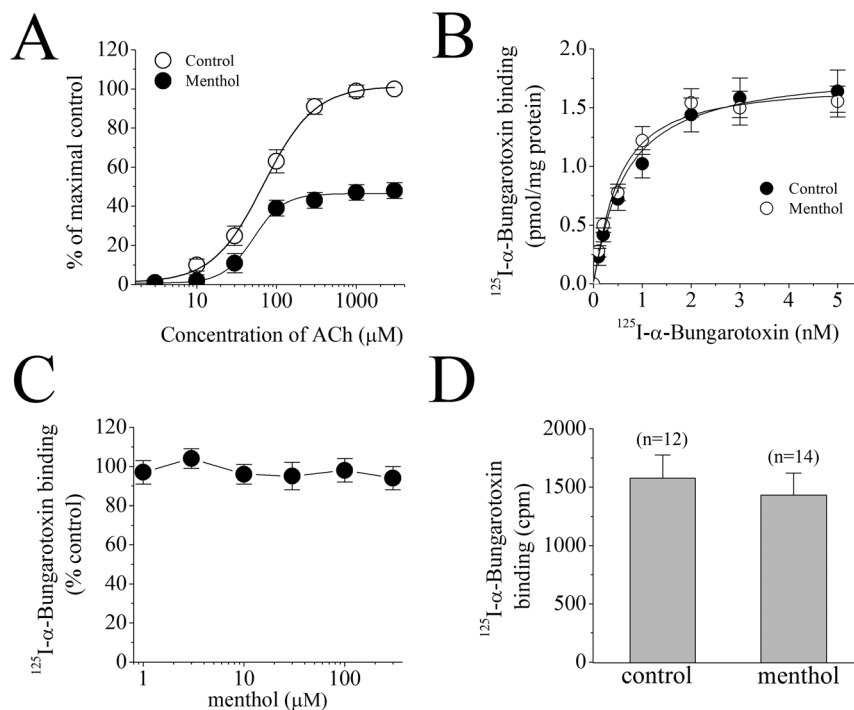 A
Control
Menthol
% of maximal control
120
100
80
60
40
20
0
10
100
1000
Concentration of ACh (μM)
B
¹²⁵I-α-Bungarotoxin binding
(pmol/mg protein)
2.0
1.5
1.0
0.5
0.0
Control
Menthol
0 1 2 3 4 5
¹²⁵I-α-Bungarotoxin (nM)
C
¹²⁵I-α-Bungarotoxin binding
(% control)
120
100
80
60
40
20
0
1 10 100
menthol (μM)
D
¹²⁵I-α-Bungarotoxin
binding (cpm)
2000
1500
1000
500
0
(n=12)
(n=14)
control menthol